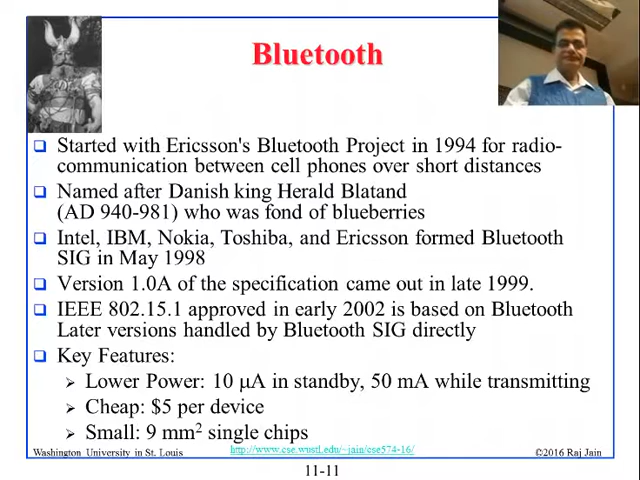 Bluetooth
Started with Ericsson's Bluetooth Project in 1994 for radio-
communication between cell phones over short distances
Named after Danish king Herald Blatand
(AD 940-981) who was fond of blueberries
Intel, IBM, Nokia, Toshiba, and Ericsson formed Bluetooth
SIG in May 1998
Version 1.0A of the specification came out in late 1999.
IEEE 802.15.1 approved in early 2002 is based on Bluetooth
Later versions handled by Bluetooth SIG directly
Key Features:
Lower Power: 10 μA in standby, 50 mA while transmitting
Cheap: $5 per device
Small: 9 mm² single chips
Washington University in St. Louis
http://www.cse.wustl.edu/~jain/cse574-16/
©2016 Raj Jain
11-11